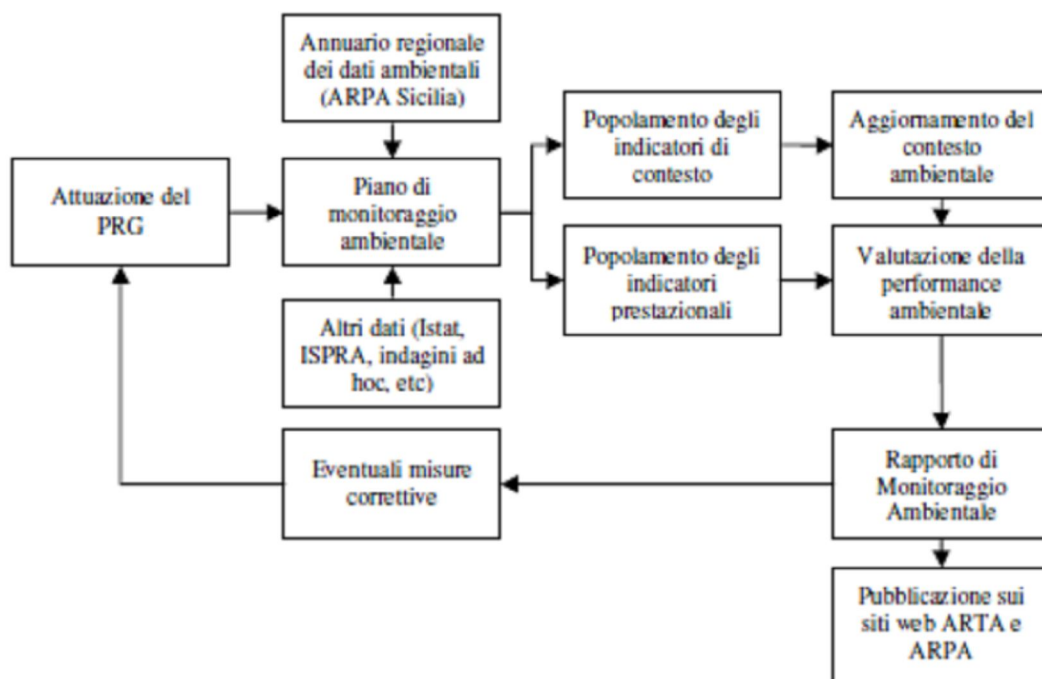 Annuario regionale
dei dati ambientali
(ARPA Sicilia)
Attuazione del
PRG
Piano di
monitoraggio
ambientale
Altri dati (Istat,
ISPRA, indagini ad
hoc, etc)
Popolamento degli
indicatori di
contesto
Aggiornamento del
contesto
ambientale
Popolamento degli
indicatori
prestazionali
Valutazione della
performance
ambientale
Eventuali misure
correttive
Rapporto di
Monitoraggio
Ambientale
Pubblicazione sui
siti web ARTA e
ARPA